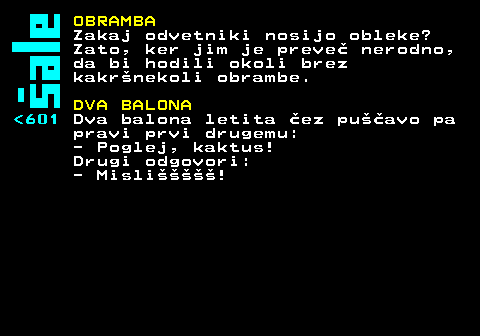 Šale
OBRAMBA
Zakaj odvetniki nosijo obleke?
Zato, ker jim je preveč nerodno,
da bi hodili okoli brez
kakršnekoli obrambe.
DVA BALONA
<601 Dva balona letita čez puščavo pa
pravi prvi drugemu:
- Poglej, kaktus!
Drugi odgovori:
- Mislišššššš!